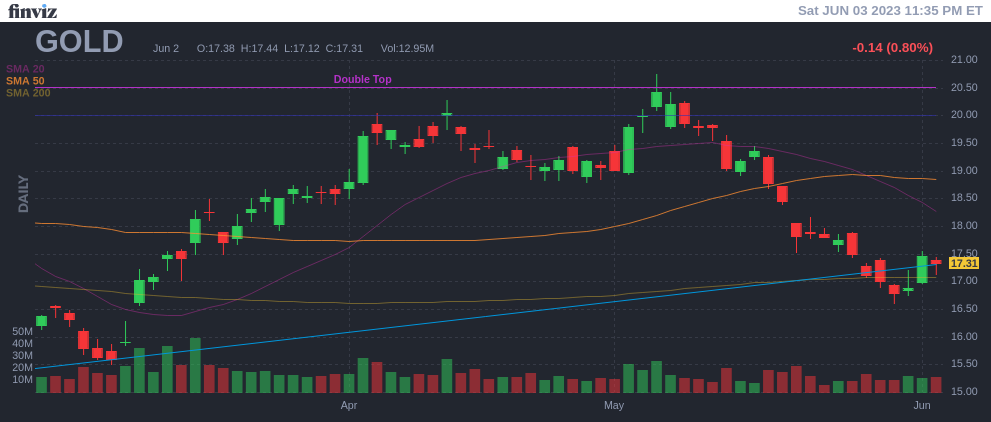 finviz
Sat JUN 03 2023 11:35 PM ET
GOLD
Jun 2 O:17.38 H:17.44 L:17.12 C:17.31 Vol:12.95M
-0.14 (0.80%)
SMA 20
SMA 50
SMA 200
Double Top
DAILY
21.00
20.50
20.00
19.50
19.00
18.50
18.00
17.50
17.31
17.00
16.50
16.00
15.50
15.00
50M
40M
30M
20M
10M
Apr May Jun